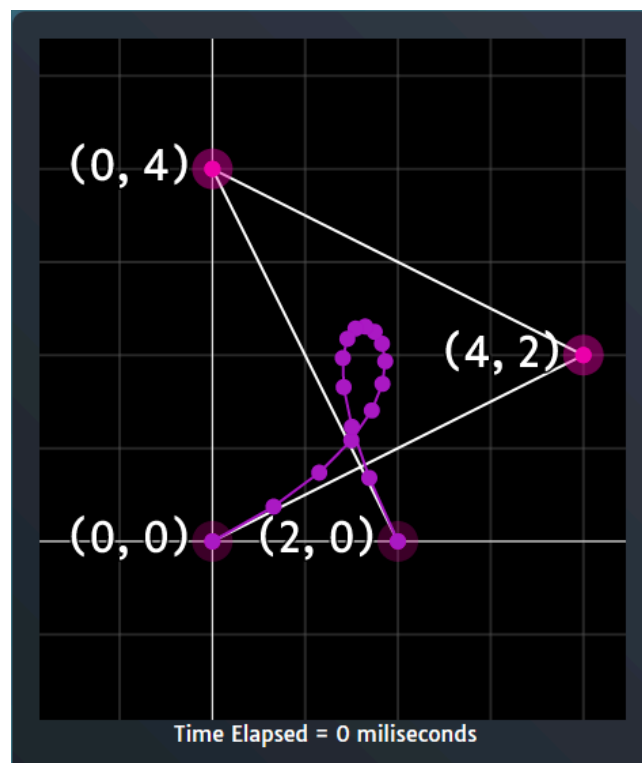 (0, 4)
(4, 2)
(0, 0) (2, 0)
Time Elapsed = 0 miliseconds